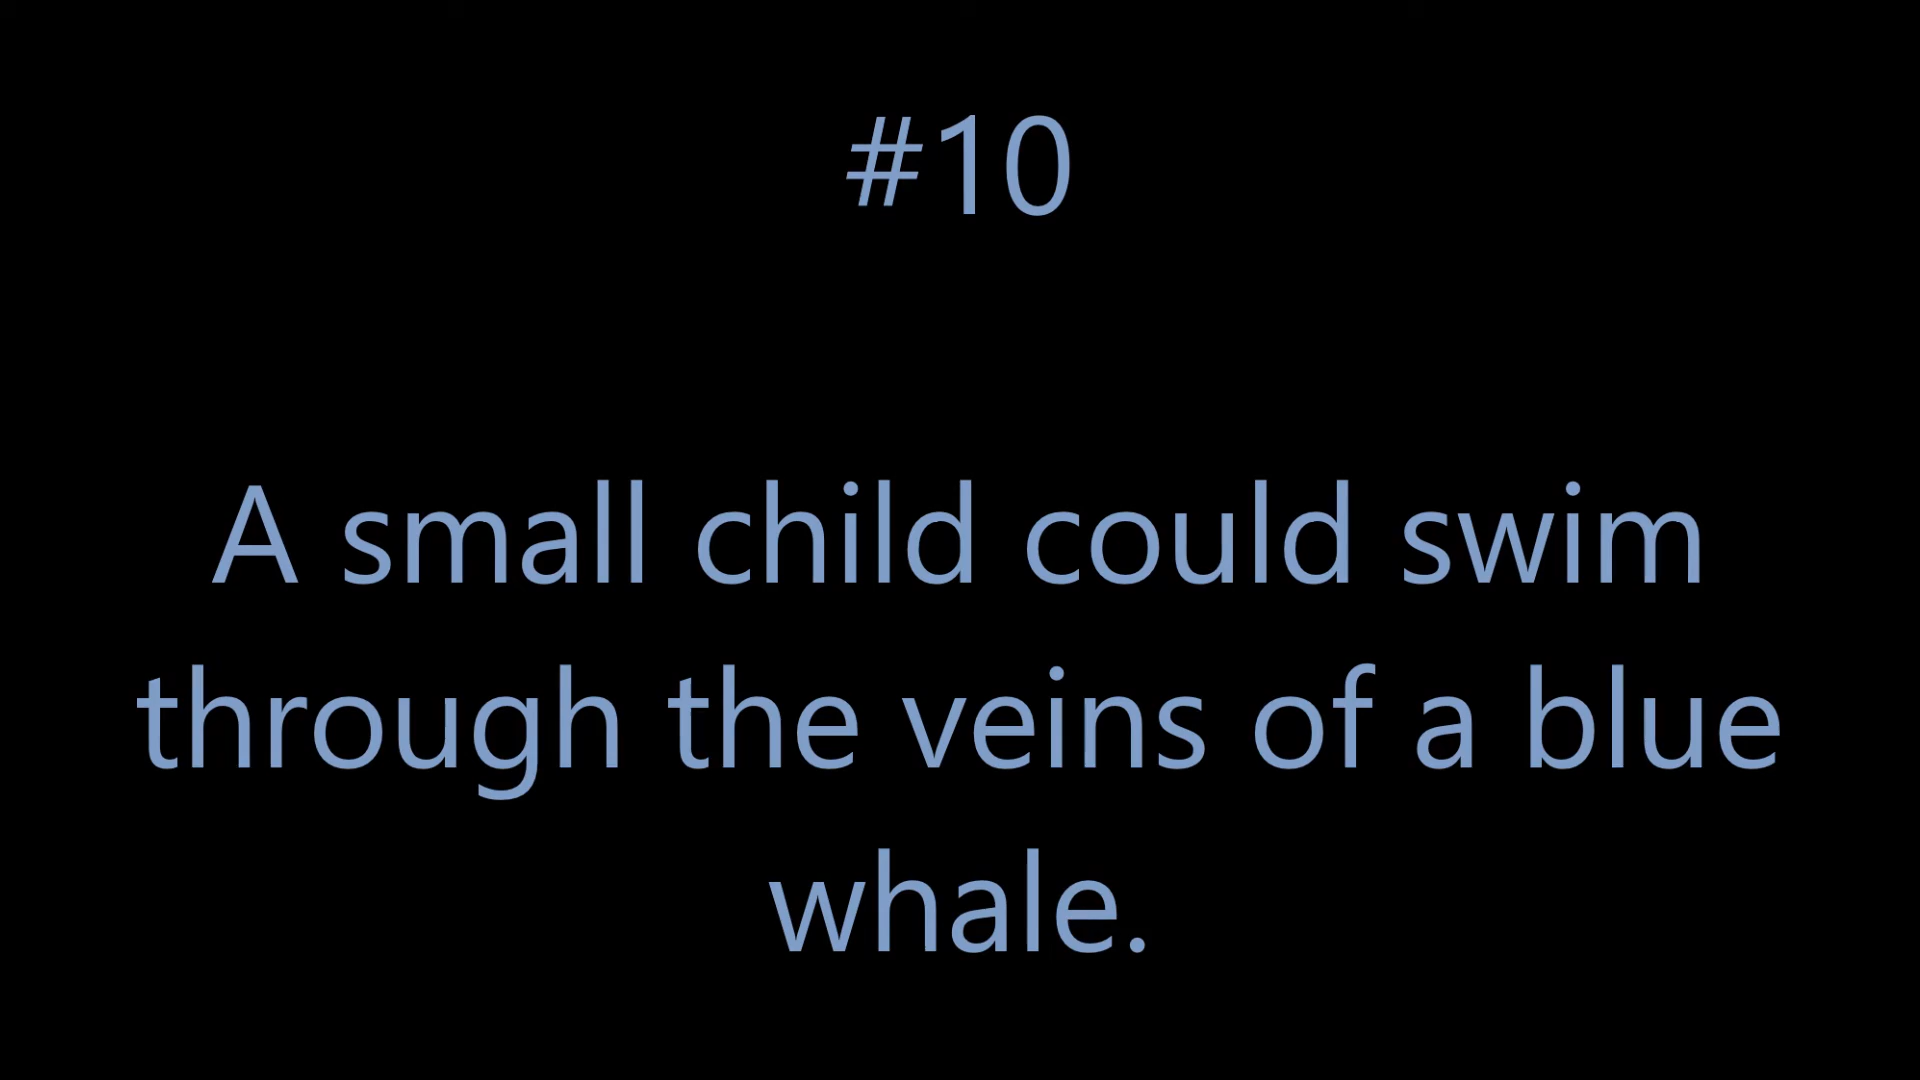 #10
A small child could swim
through the veins of a blue
whale.